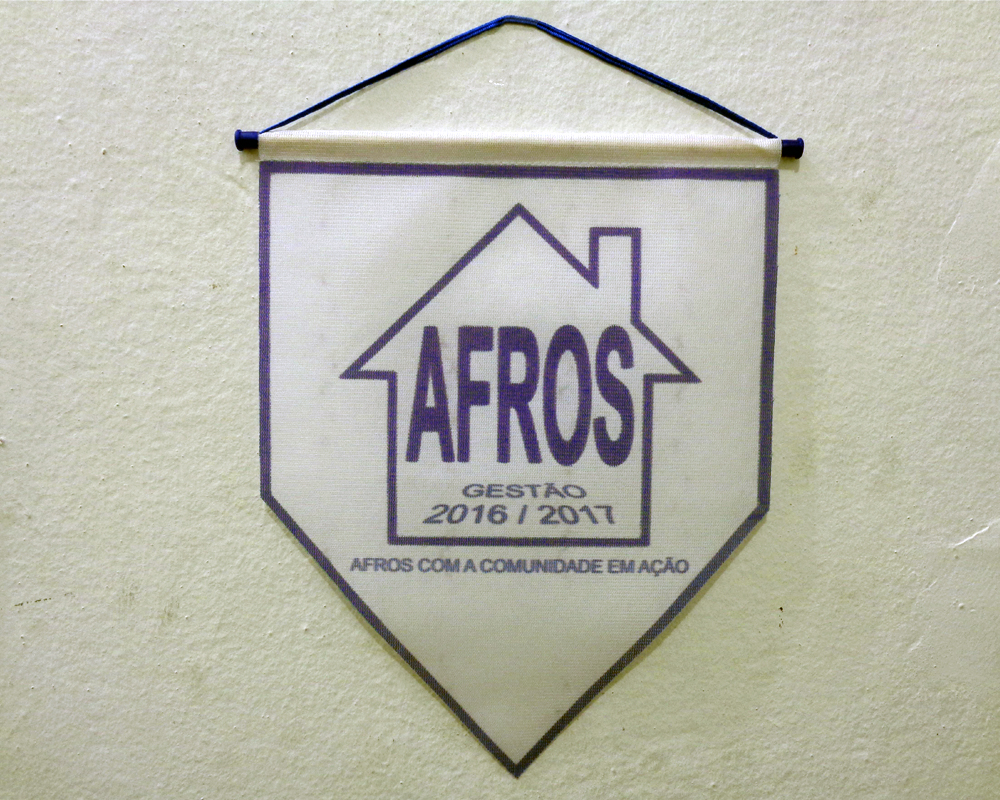 AFROS
GESTÃO
2016 / 2017
AFROS COM A COMUNIDADE EM AÇÃO